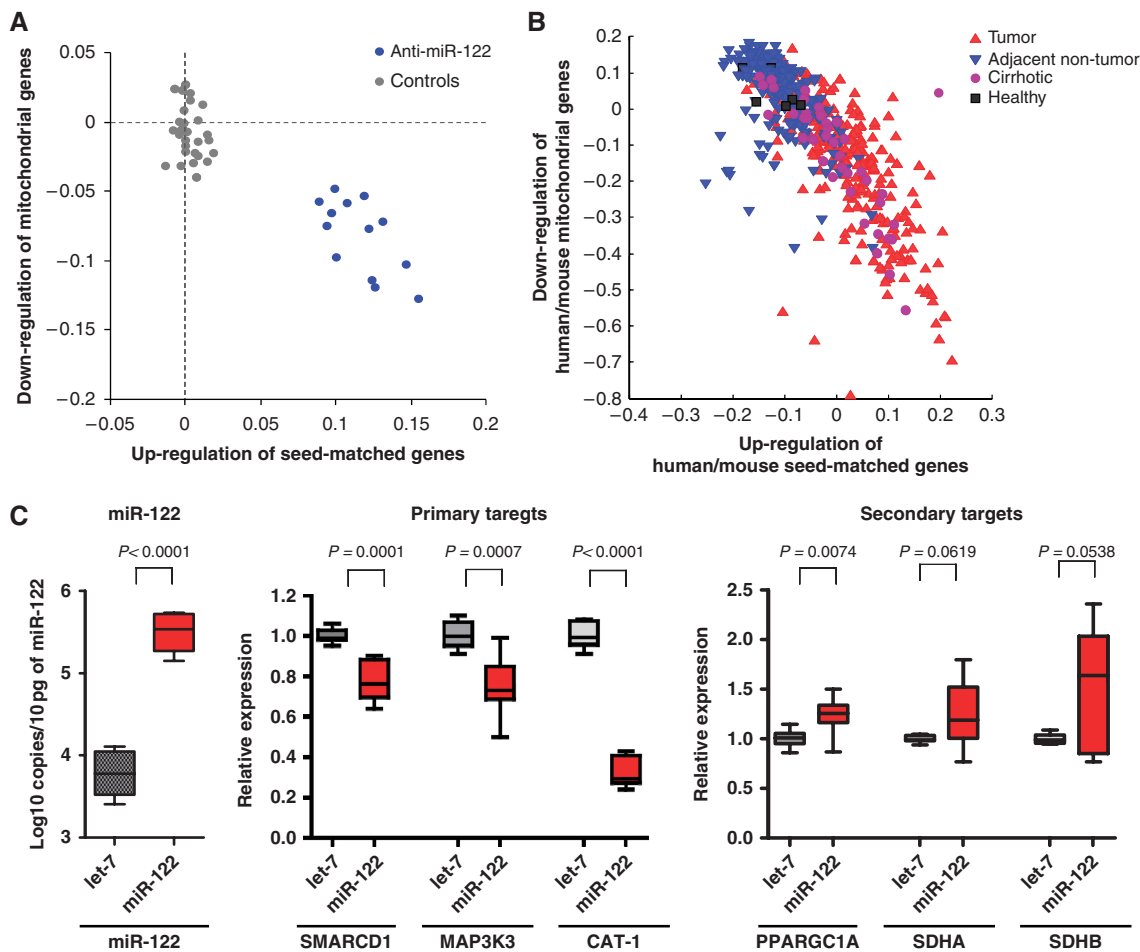 A
Down-regulation of mitochondrial genes
0.05
0
−0.05
−0.1
−0.15
−0.2
−0.05
0
0.05
0.1
0.15
0.2
Up-regulation of seed-matched genes
Anti-miR-122
Controls
B
Down-regulation of
human/mouse mitochondrial genes
0.2
0.1
0
−0.1
−0.2
−0.3
−0.4
−0.5
−0.6
−0.7
−0.8
−0.4
−0.3
−0.2
−0.1
0
0.1
0.2
0.3
Up-regulation of
human/mouse seed-matched genes
Tumor
Adjacent non-tumor
Cirrhotic
Healthy
C
miR-122
P< 0.0001
Log10 copies/10 pg of miR-122
6
5
4
3
let-7
miR-122
miR-122
Primary taregts
P = 0.0001
P = 0.0007
P <0.0001
Relative expression
1.2
1.0
0.8
0.6
0.4
0.2
0.0
let-7
miR-122
let-7
miR-122
let-7
miR-122
SMARCD1
MAP3K3
CAT-1
Secondary targets
P = 0.0074
P = 0.0619
P = 0.0538
Relative expression
2.5
2.0
1.5
1.0
0.5
0.0
let-7
miR-122
let-7
miR-122
let-7
miR-122
PPARGC1A
SDHA
SDHB